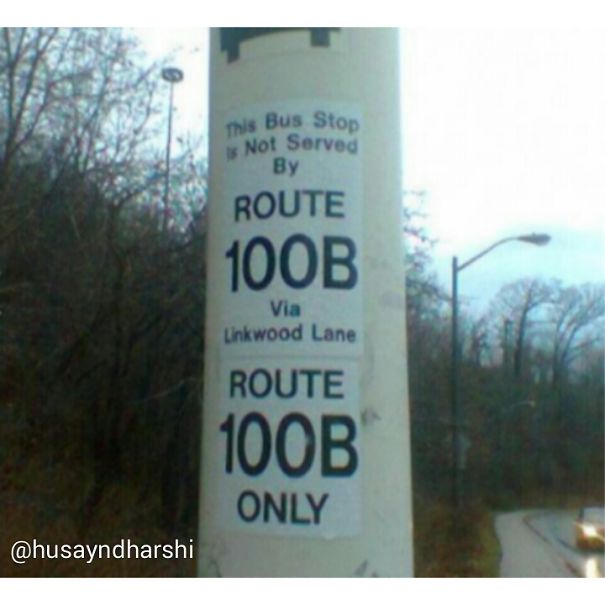 This Bus Stop
is Not Served
By
ROUTE
100B
Via
Linkwood Lane
ROUTE
100B
ONLY
@husayndharshi